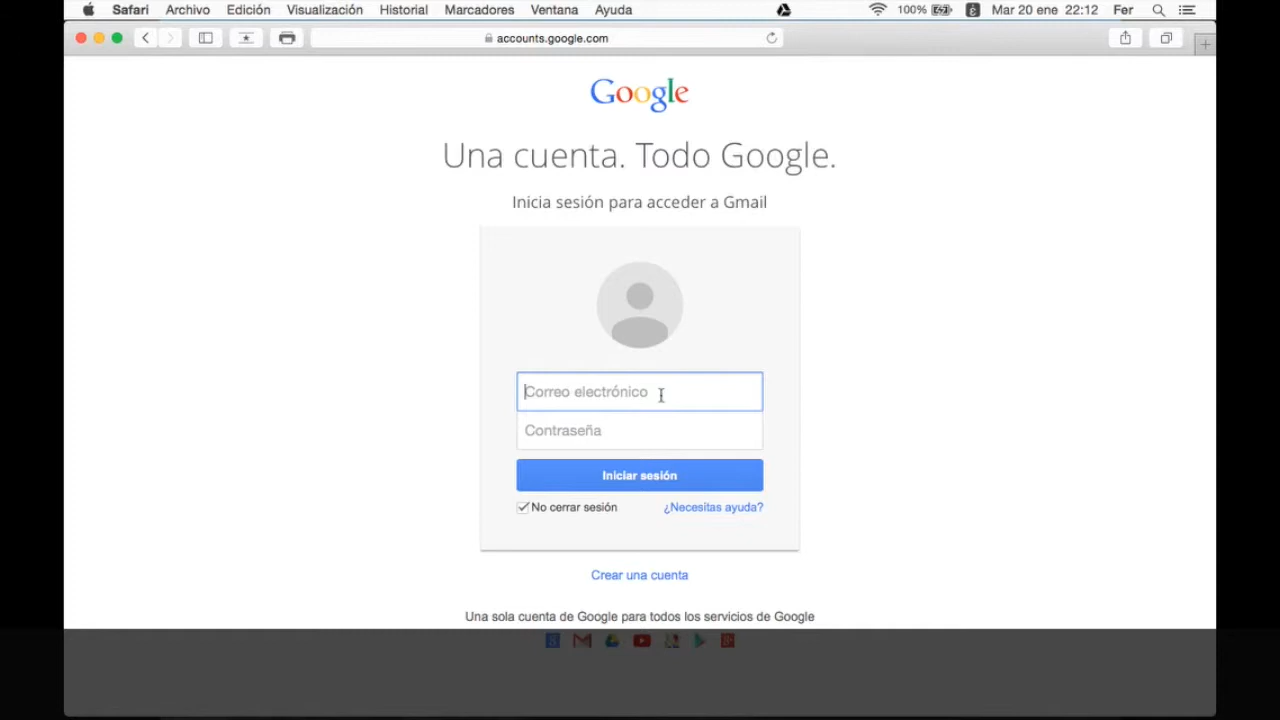 Safari Archivo Edición Visualización Historial Marcadores Ventana Ayuda 100% Mar 20 ene 22:12 Fer
accounts.google.com
Google
Una cuenta. Todo Google.
Inicia sesión para acceder a Gmail
Correo electrónico
Contraseña
Iniciar sesión
No cerrar sesión ¿Necesitas ayuda?
Crear una cuenta
Una sola cuenta de Google para todos los servicios de Google